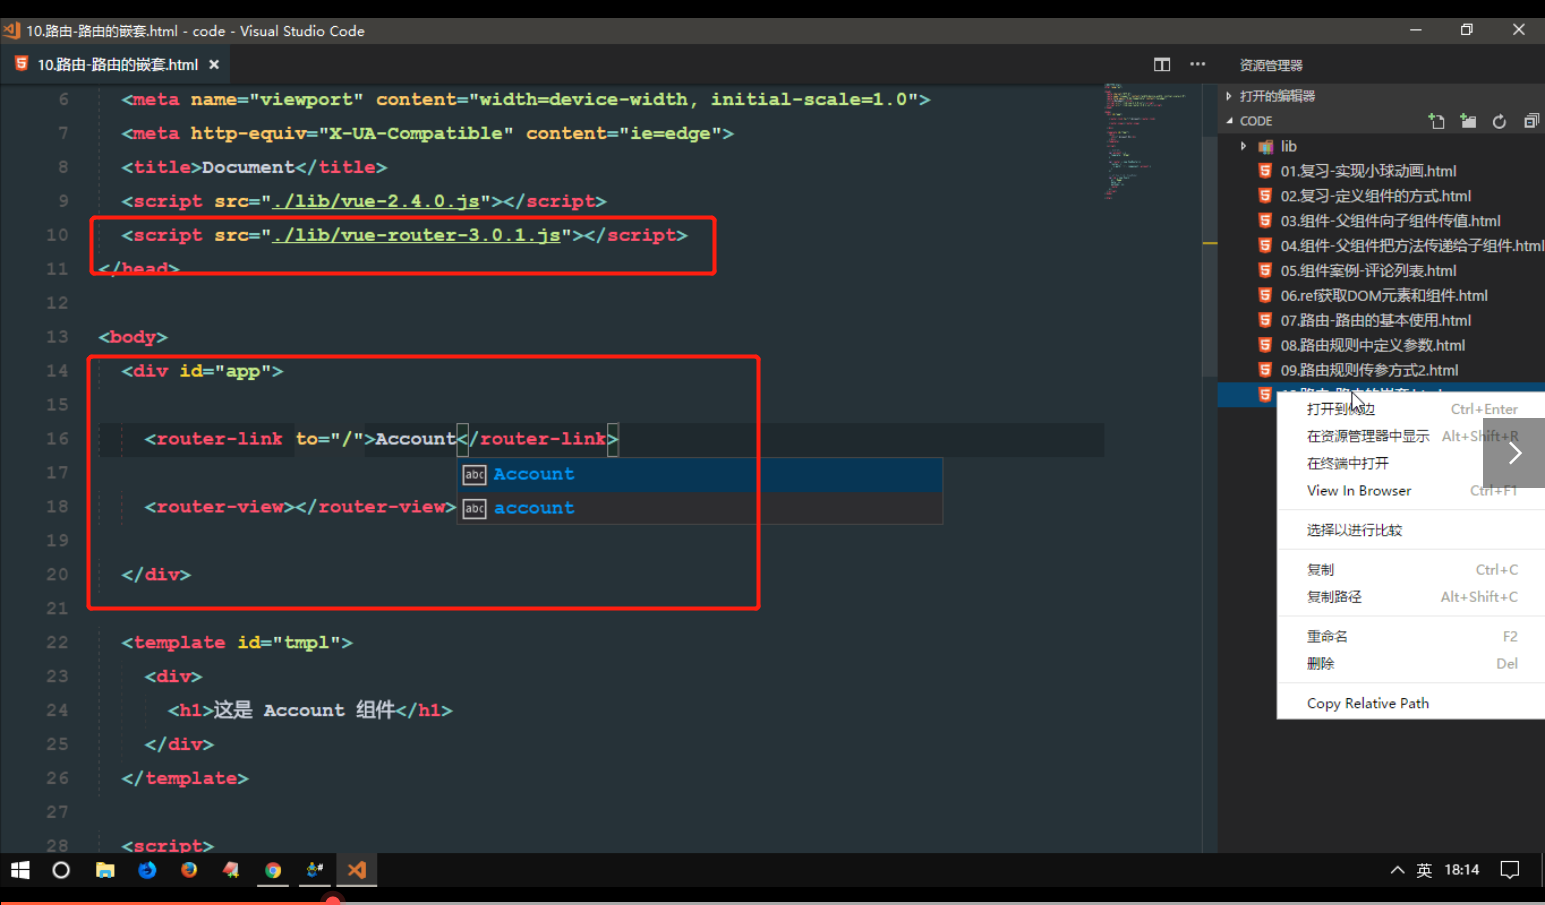 10.路由-路由的嵌套.html - code - Visual Studio Code
10.路由-路由的嵌套.html ×
6 <meta name="viewport" content="width=device-width, initial-scale=1.0">
7 <meta http-equiv="X-UA-Compatible" content="ie=edge">
8 <title>Document</title>
9 <script src="./lib/vue-2.4.0.js"></script>
10 <script src="./lib/vue-router-3.0.1.js"></script>
11 </head>
12
13 <body>
14 <div id="app">
15
16 <router-link to="/">Account</router-link>
17
abc Account
18 <router-view></router-view>
abc account
19
20 </div>
21
22 <template id="tmpl">
23 <div>
24 <h1>这是 Account 组件</h1>
25 </div>
26 </template>
27
28 <script>
资源管理器
打开的编辑器
CODE
lib
01.复习-实现小球动画.html
02.复习-定义组件的方式.html
03.组件-父组件向子组件传值.html
04.组件-父组件把方法传递给子组件.html
05.组件案例-评论列表.html
06.ref获取DOM元素和组件.html
07.路由-路由的基本使用.html
08.路由规则中定义参数.html
09.路由规则传参方式2.html
打开到侧边 Ctrl+Enter
在资源管理器中显示 Alt+Shift+R
在终端中打开
View In Browser Ctrl+F1
选择以进行比较
复制 Ctrl+C
复制路径 Alt+Shift+C
重命名 F2
删除 Del
Copy Relative Path
英 18:14